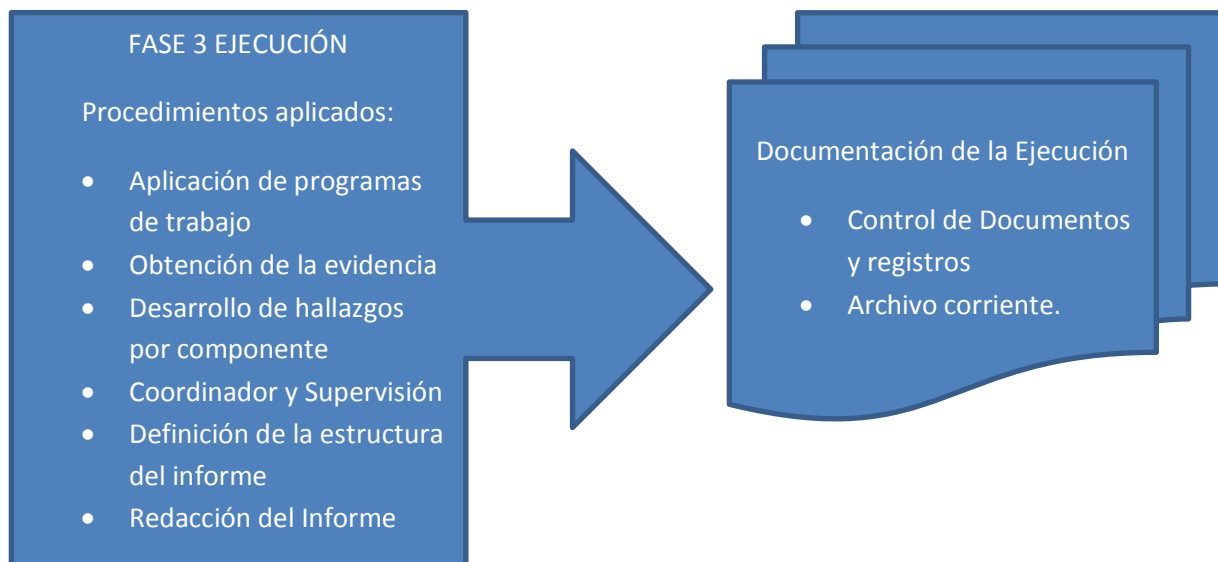 FASE 3 EJECUCIÓN
Procedimientos aplicados:
• Aplicación de programas
de trabajo
• Obtención de la evidencia
• Desarrollo de hallazgos
por componente
• Coordinador y Supervisión
• Definición de la estructura
del informe
• Redacción del Informe
Documentación de la Ejecución
• Control de Documentos
y registros
• Archivo corriente.